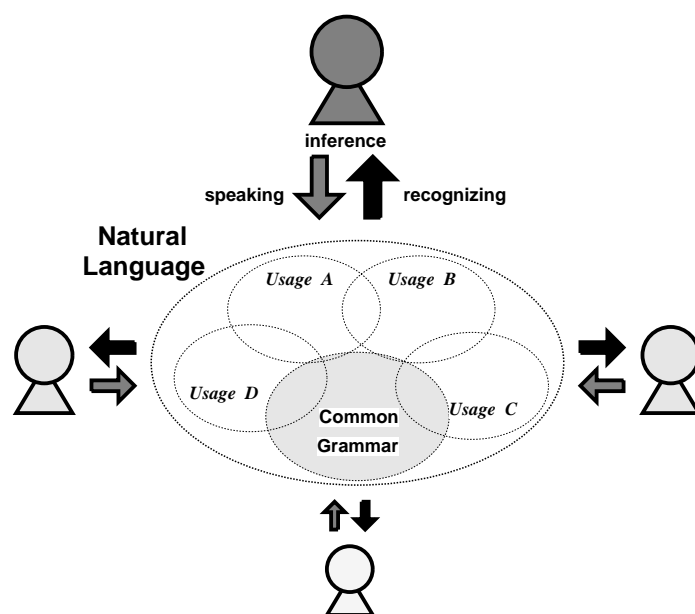 inference
speaking
recognizing
Natural
Language
Usage A
Usage B
Usage D
Usage C
Common
Grammar